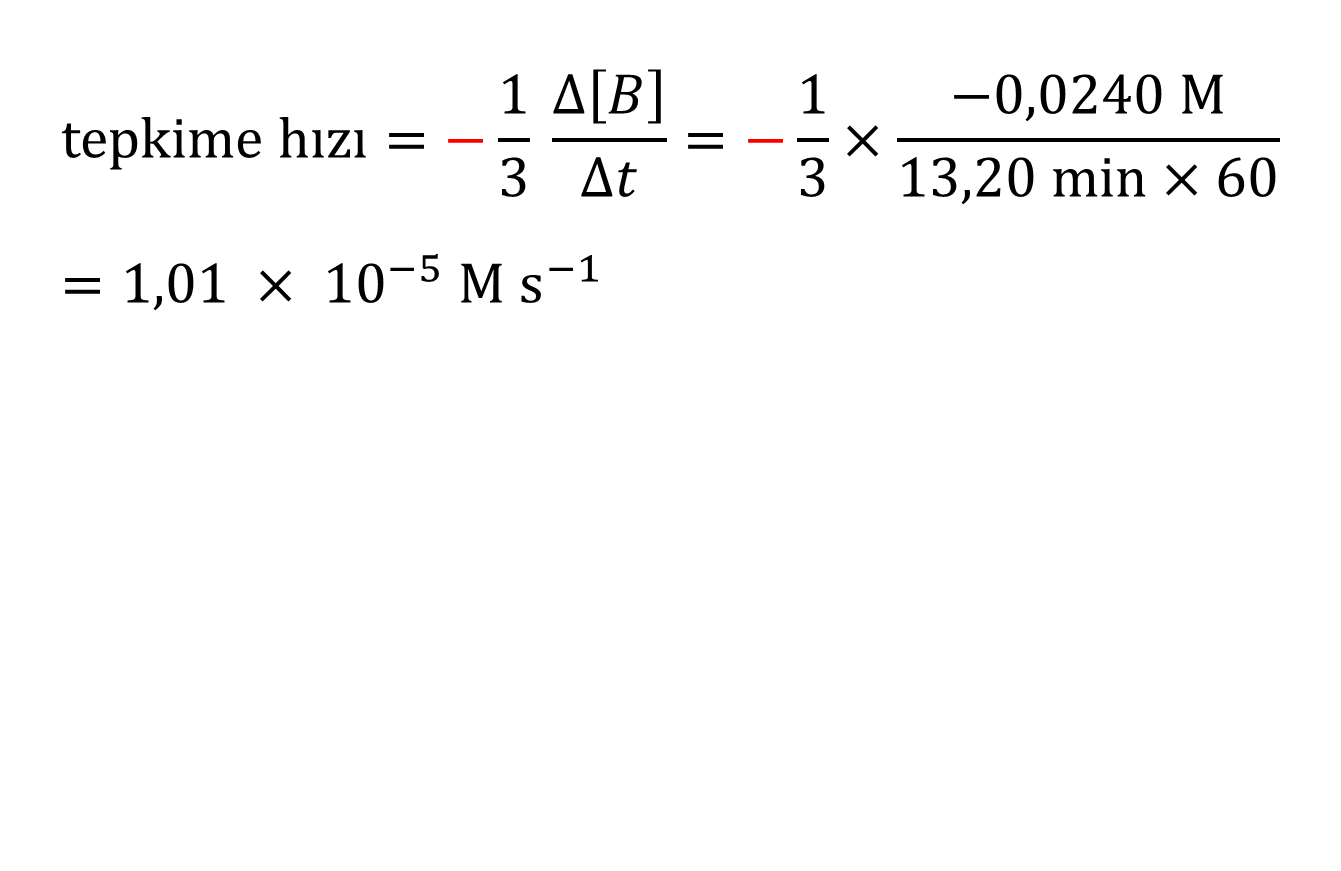 tepkime hızı = − 1/3 Δ[B]/Δt = − 1/3 × −0,0240 M / 13,20 min × 60
= 1,01 × 10⁻⁵ M s⁻¹